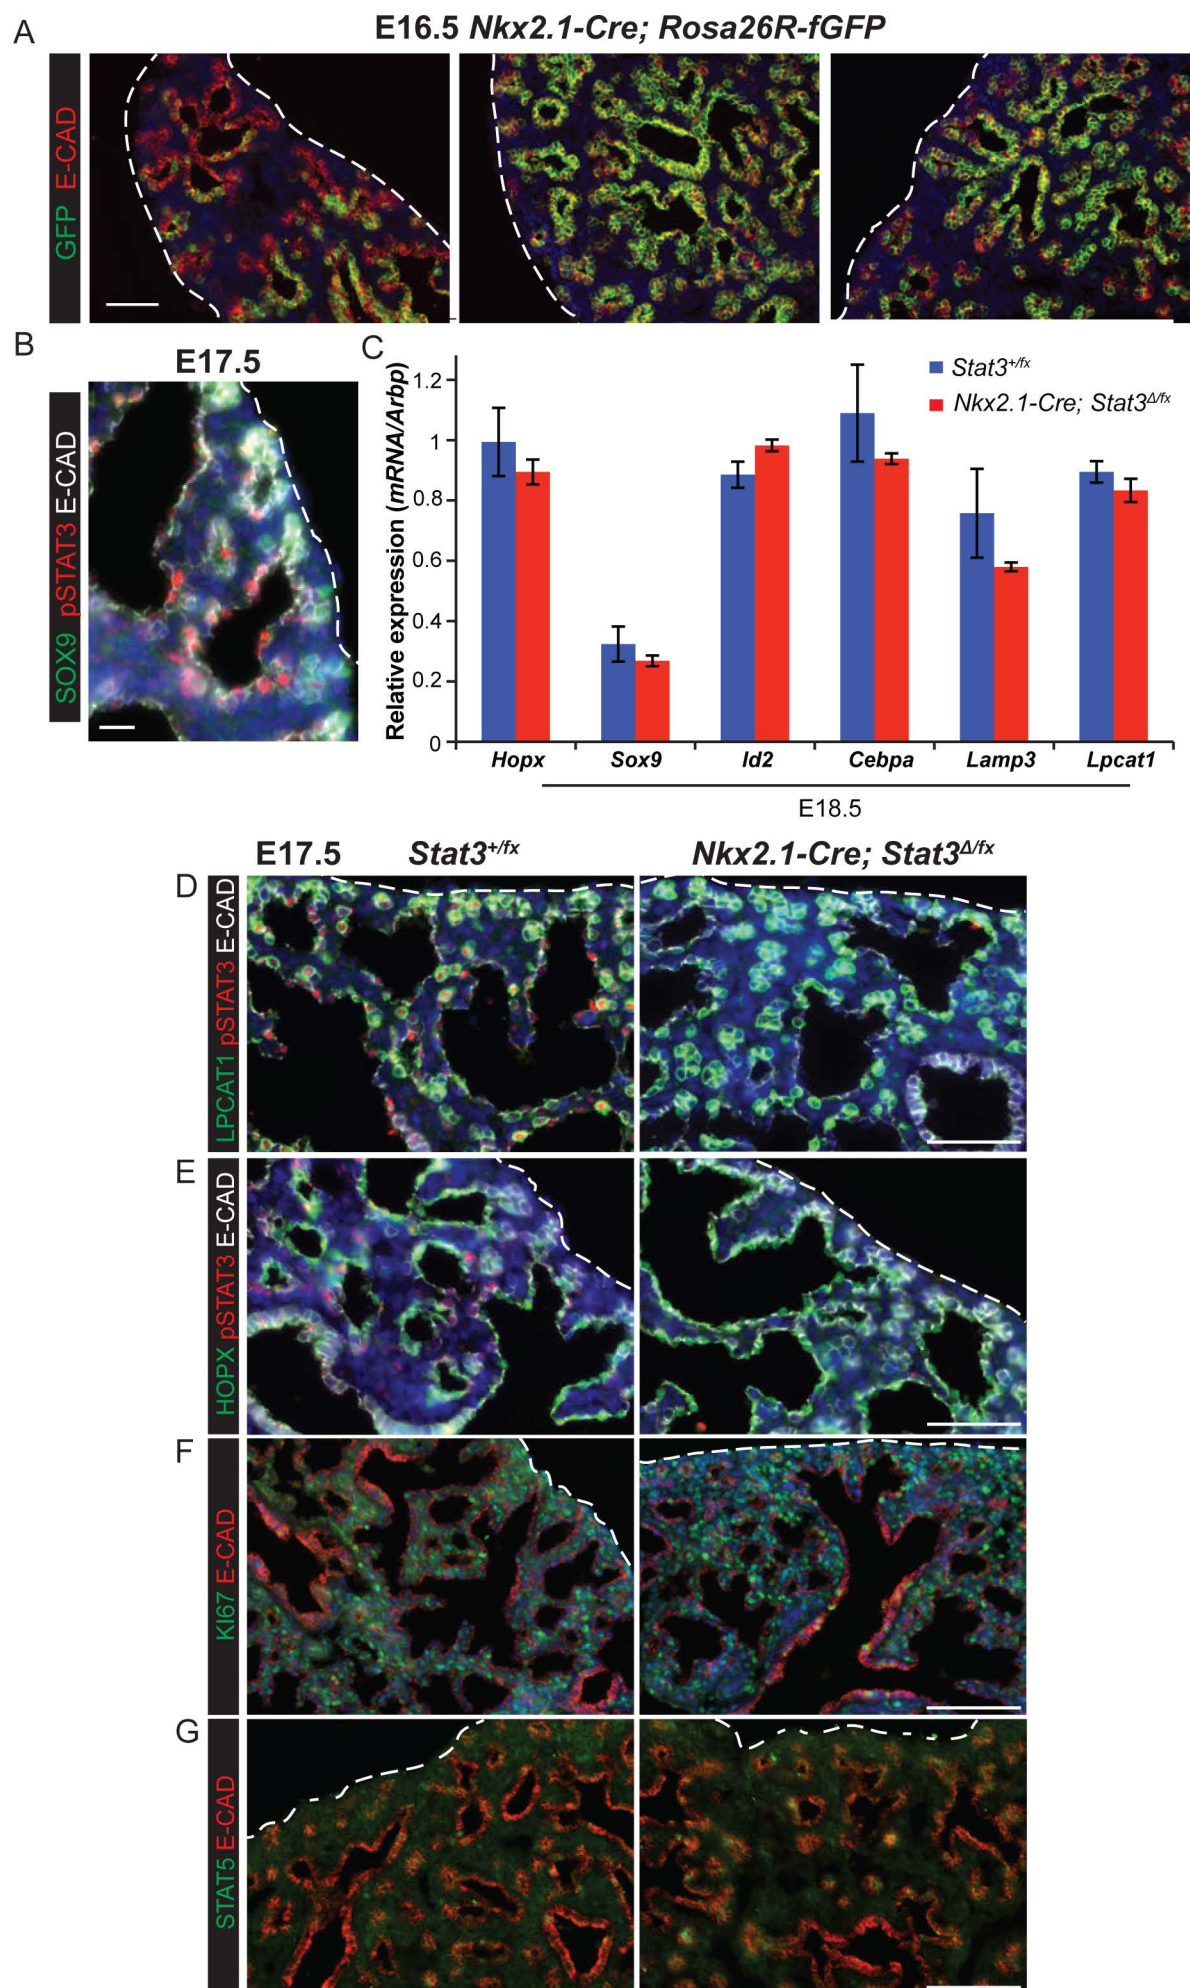 A
E16.5 Nkx2.1-Cre; Rosa26R-fGFP
GFP E-CAD
B
E17.5
SOX9 pSTAT3 E-CAD
C
Relative expression (mRNA/Arbp)
1.2
1
0.8
0.6
0.4
0.2
0
Stat3+/fx
Nkx2.1-Cre; Stat3Δ/fx
Hopx Sox9 Id2 Cebpa Lamp3 Lpcat1
E18.5
E17.5 Stat3+/fx Nkx2.1-Cre; Stat3Δ/fx
D
LPCAT1 pSTAT3 E-CAD
E
HOPX pSTAT3 E-CAD
F
KI67 E-CAD
G
STAT5 E-CAD